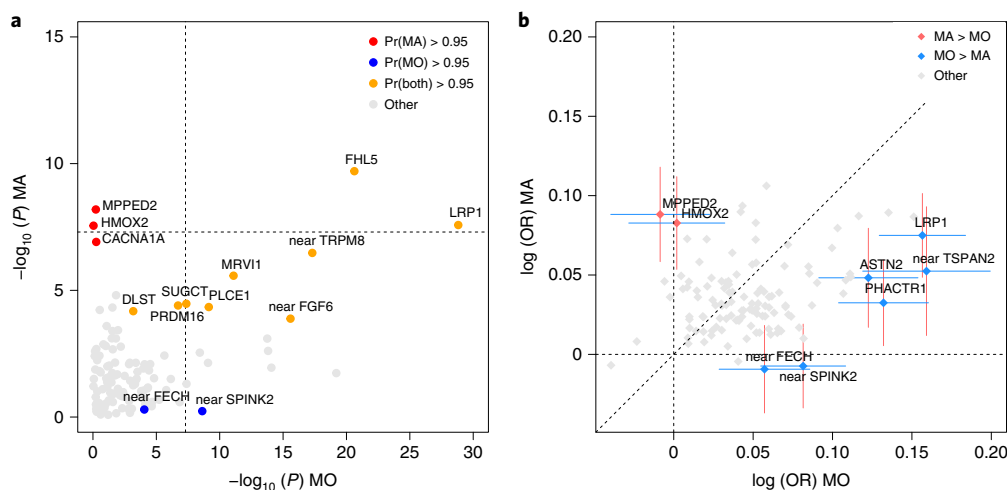 a
15
10
5
0
–log10 (P) MA
Pr(MA) > 0.95
Pr(MO) > 0.95
Pr(both) > 0.95
Other
FHL5
MPPED2
LRP1
HMOX2
CACNA1A
near TRPM8
MRVI1
DLST
SUGCT
PLCE1
PRDM16
near FGF6
near FECH
near SPINK2
0
5
10
15
20
25
30
–log10 (P) MO
b
0.20
0.15
0.10
0.05
0
log (OR) MA
MA > MO
MO > MA
Other
MPPED2
HMOX2
LRP1
ASTN2
near TSPAN2
PHACTR1
near FECH
near SPINK2
0
0.05
0.10
0.15
0.20
log (OR) MO